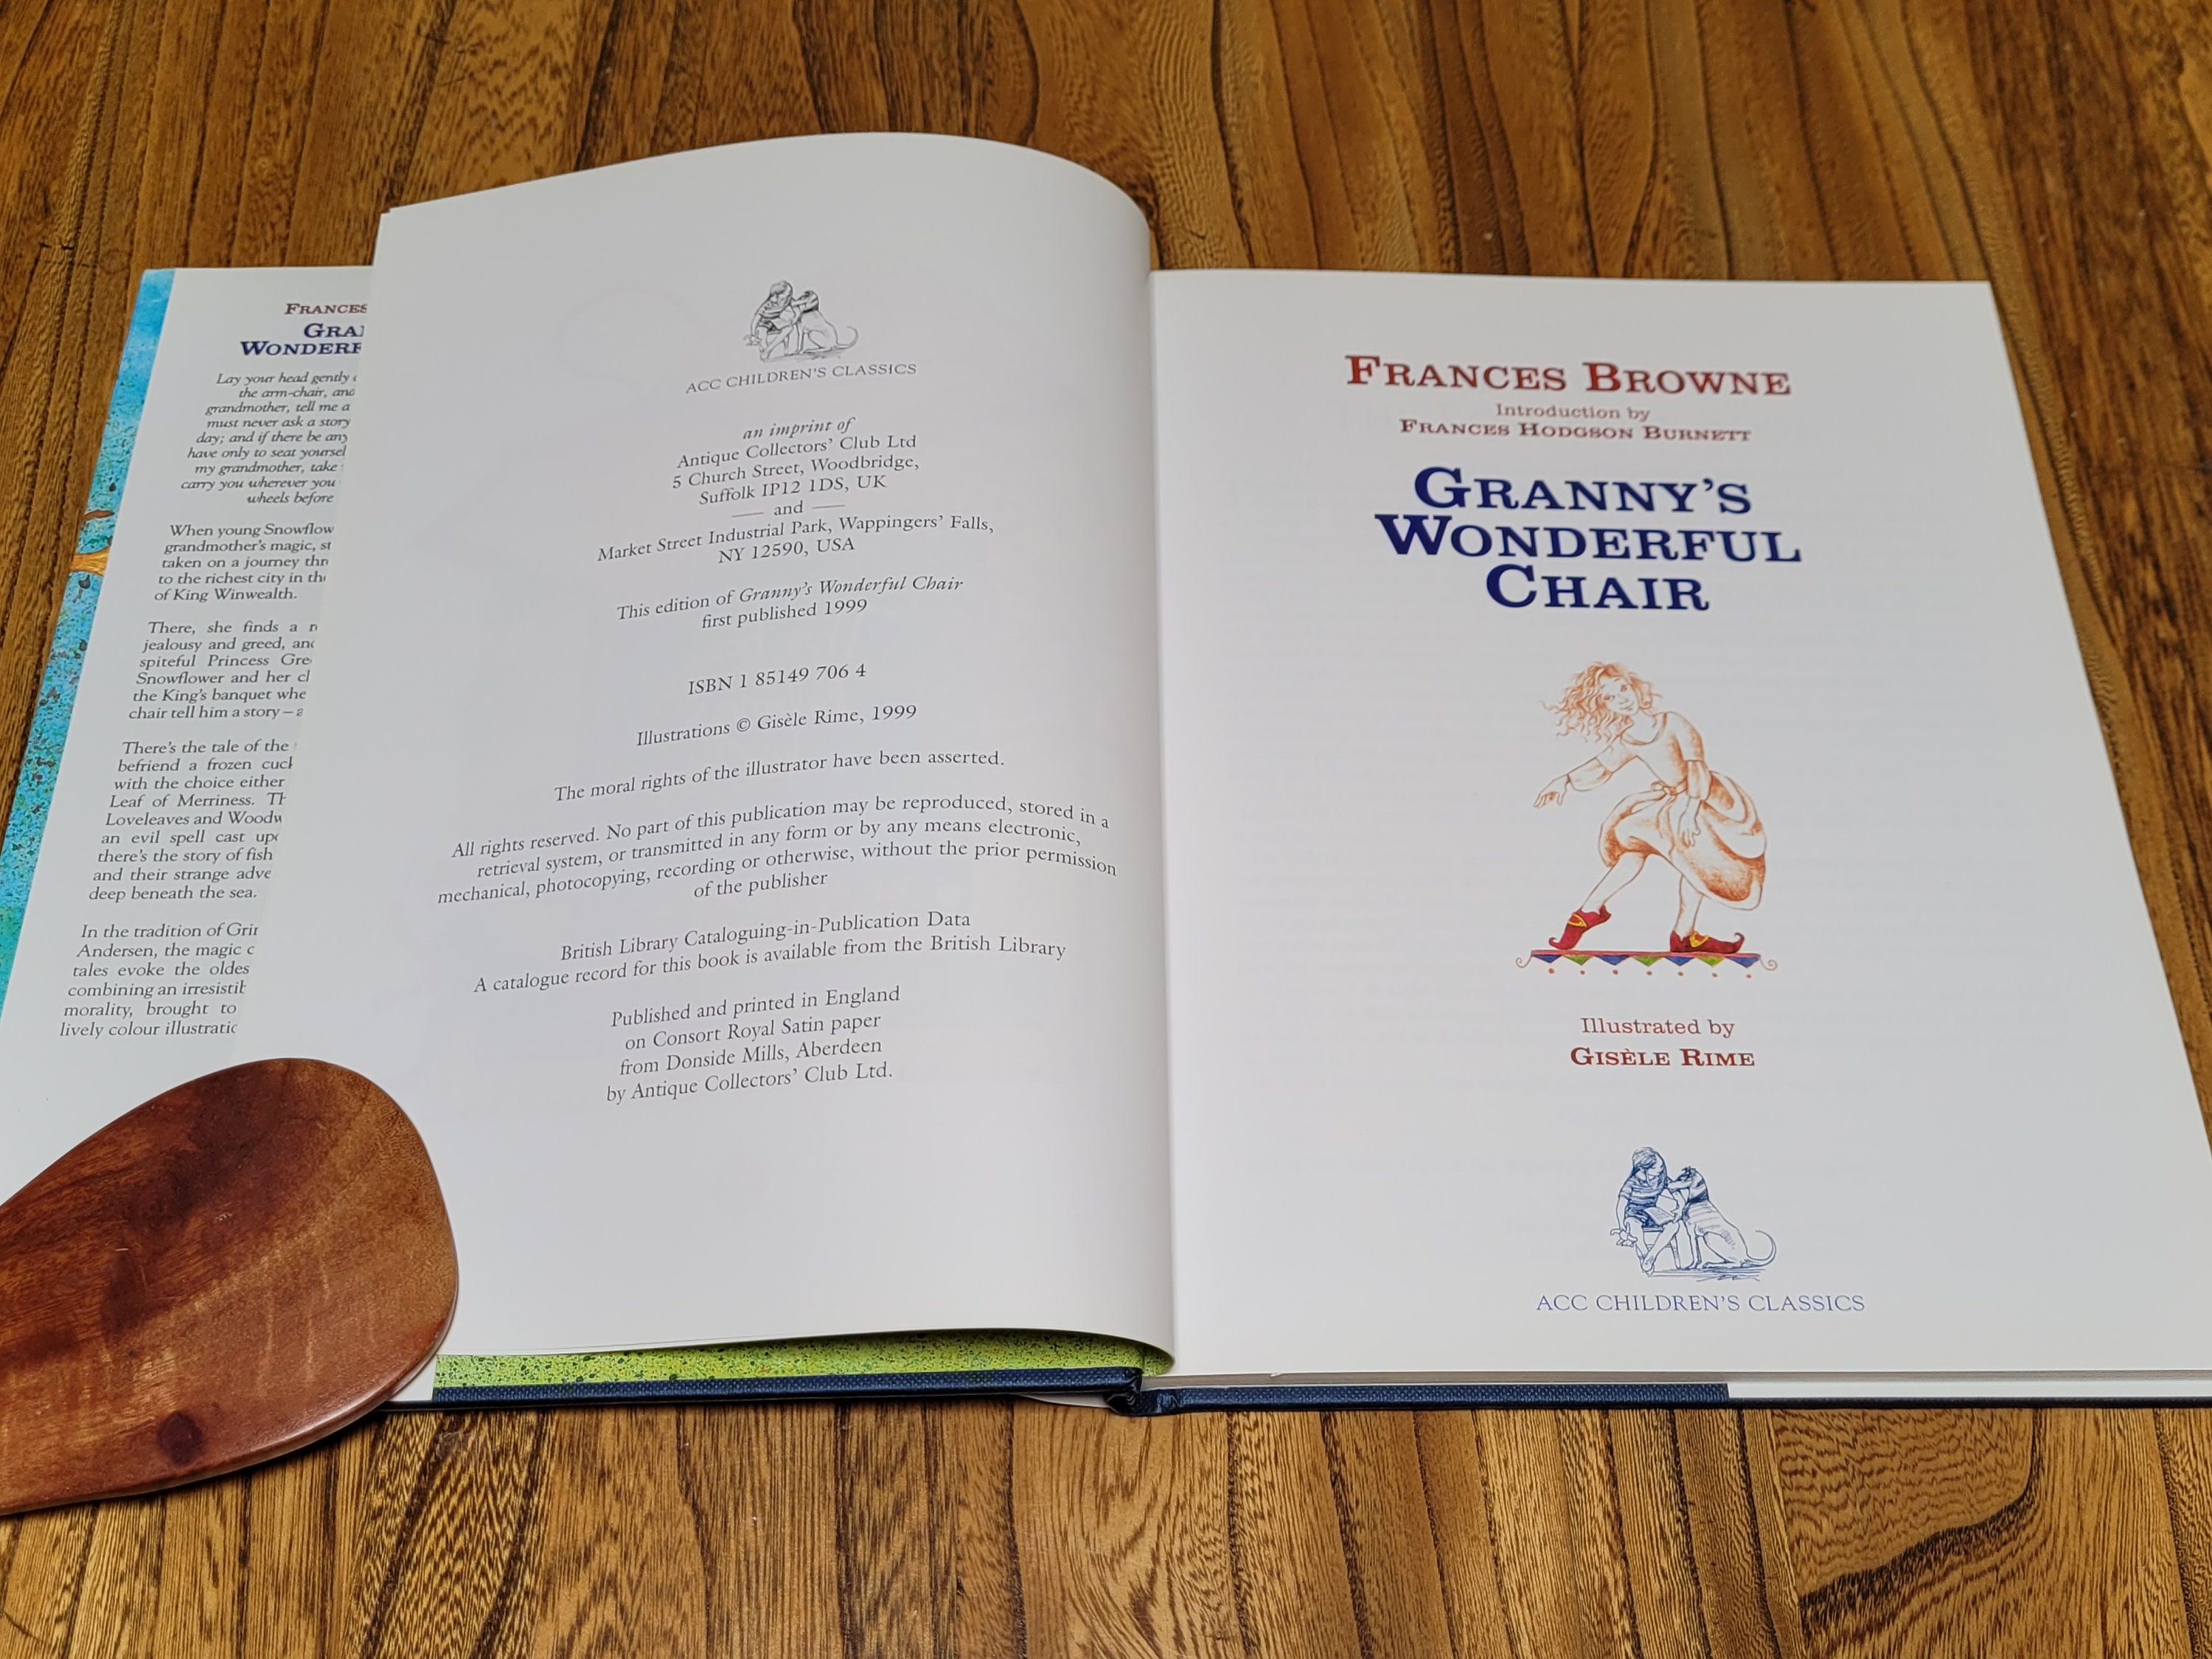 FRANCES
GRA
WONDERF
Lay your head gently
the arm-chair, and
grandmother, tell me a
must never ask a story
day; and if there be any
have only to seat yoursel
my grandmother, take
carry you wherever you
wheels before
When young Snowflow
grandmother's magic, st
taken on a journey thr
to the richest city in the
of King Winwealth.
There, she finds a r
jealousy and greed, and
spiteful Princess Gre
Snowflower and her cl
the King's banquet whe
chair tell him a story – a
There's the tale of the
befriend a frozen cuck
with the choice either
Leaf of Merriness. Th
Loveleaves and Woodw
an evil spell cast upo
there's the story of fish
and their strange adve
deep beneath the sea.
In the tradition of Grim
Andersen, the magic c
tales evoke the oldes
combining an irresistib
morality, brought to
lively colour illustratio
ACC CHILDREN'S CLASSICS
an imprint of
Antique Collectors' Club Ltd
5 Church Street, Woodbridge,
Suffolk IP12 1DS, UK
— and —
Market Street Industrial Park, Wappingers' Falls,
NY 12590, USA
This edition of Granny's Wonderful Chair
first published 1999
ISBN 1 85149 706 4
Illustrations © Gisèle Rime, 1999
The moral rights of the illustrator have been asserted.
All rights reserved. No part of this publication may be reproduced, stored in a
retrieval system, or transmitted in any form or by any means electronic,
mechanical, photocopying, recording or otherwise, without the prior permission
of the publisher
British Library Cataloguing-in-Publication Data
A catalogue record for this book is available from the British Library
Published and printed in England
on Consort Royal Satin paper
from Donside Mills, Aberdeen
by Antique Collectors' Club Ltd.
FRANCES BROWNE
Introduction by
FRANCES HODGSON BURNETT
GRANNY'S
WONDERFUL
CHAIR
Illustrated by
GISÈLE RIME
ACC CHILDREN'S CLASSICS